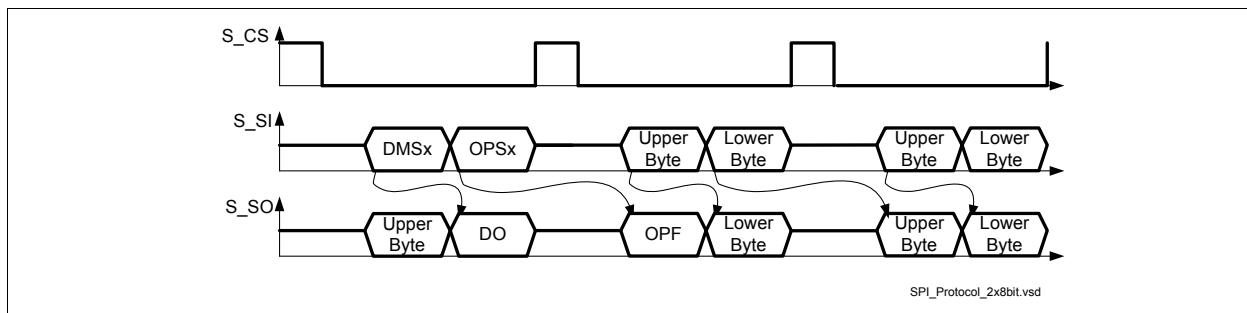 S_CS
S_SI
DMSx
OPSx
Upper
Byte
Lower
Byte
Upper
Byte
Lower
Byte
S_SO
Upper
Byte
DO
OPF
Lower
Byte
Upper
Byte
Lower
Byte
SPI_Protocol_2x8bit.vsd